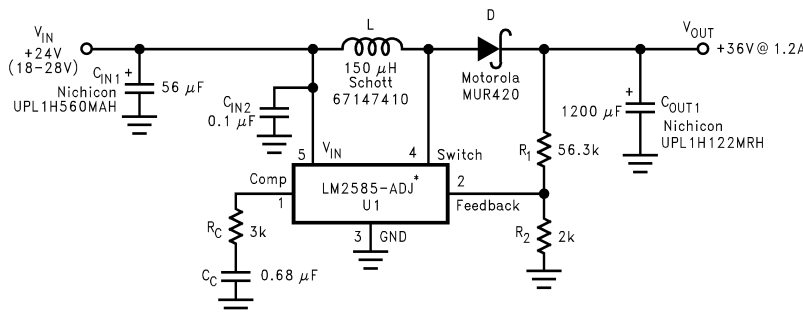 V_IN
+24V
(18-28V)
C_IN1
+
56 μF
Nichicon
UPL1H560MAH
L
150 μH
Schott
67147410
D
Motorola
MUR420
V_OUT
+36V@ 1.2A
C_IN2
0.1 μF
+
1200 μF
C_OUT1
Nichicon
UPL1H122MRH
R_1
56.3k
5
V_IN
4
Switch
Comp
1
LM2585-ADJ*
U1
2
Feedback
3
GND
R_C
3k
R_2
2k
C_C
0.68 μF